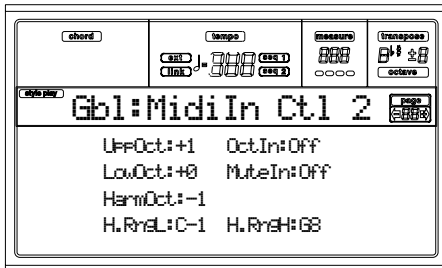 chord tempo measure transpose
ext seq 1
link seq 2
octave
style play Gbl:MidiIn Ctl 2 page
UppOct:+1 OctIn:Off
LowOct:+0 MuteIn:Off
HarmOct:-1
H.RngL:C-1 H.RngH:G8